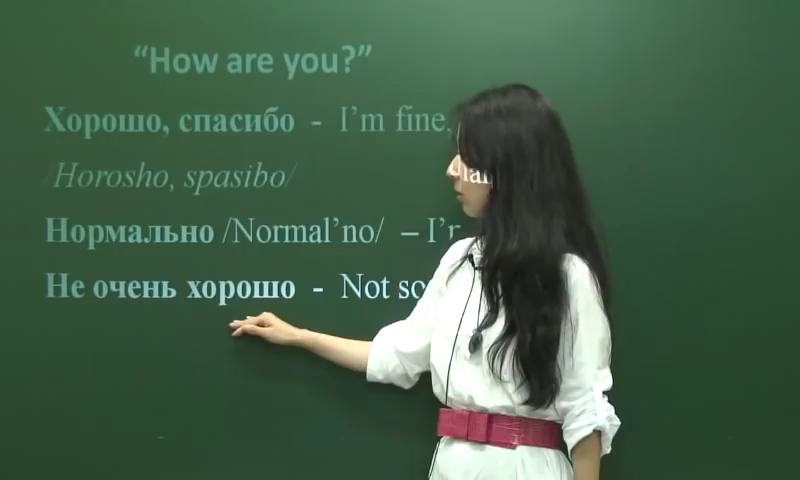 “How are you?”
Хорошо, спасибо - I’m fine,
/Horosho, spasibo/
Нормально /Normal’no/ – I’
Не очень хорошо - Not so